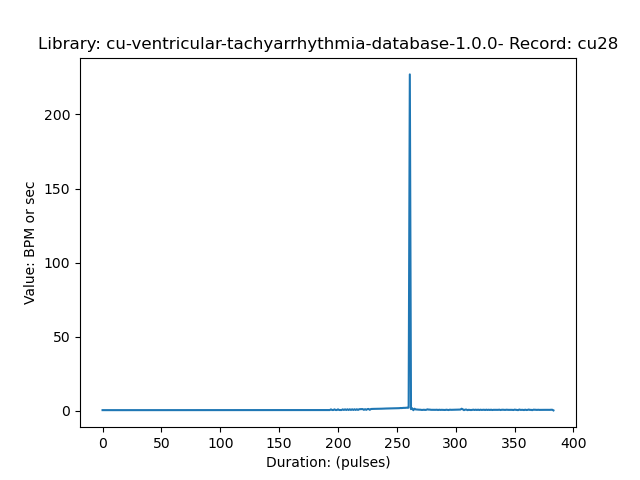 Library: cu-ventricular-tachyarrhythmia-database-1.0.0- Record: cu28
200
150
100
50
0
Value: BPM or sec
0 50 100 150 200 250 300 350 400
Duration: (pulses)